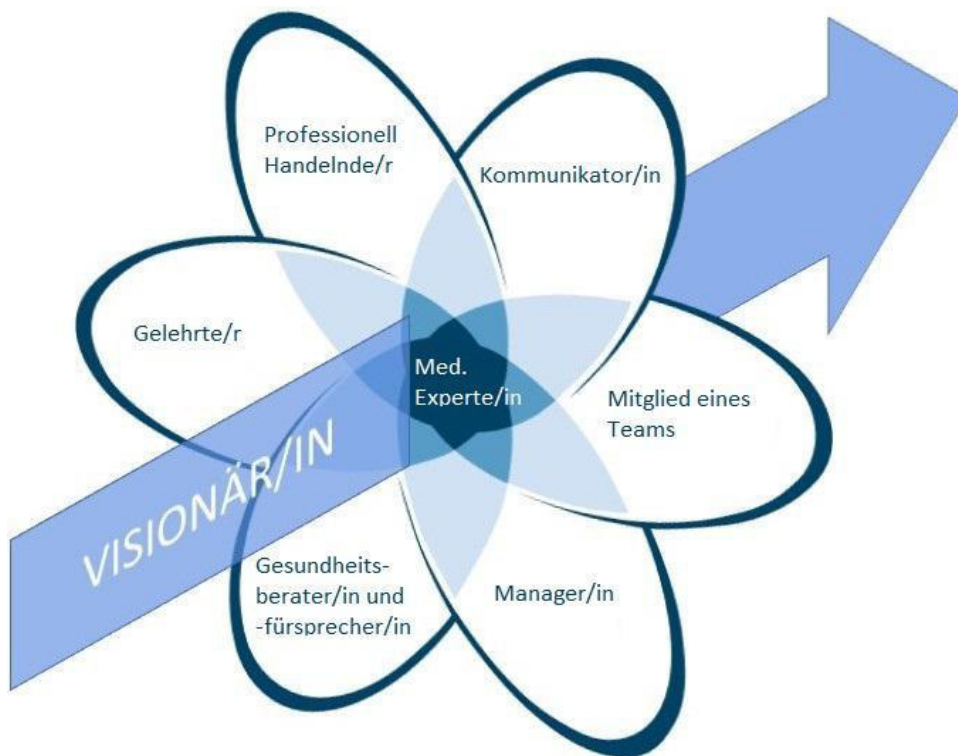 Professionell
Handelnde/r
Kommunikator/in
Gelehrte/r
Med.
Experte/in
Mitglied eines
Teams
VISIONÄR/IN
Gesundheits-
berater/in und
-fürsprecher/in
Manager/in